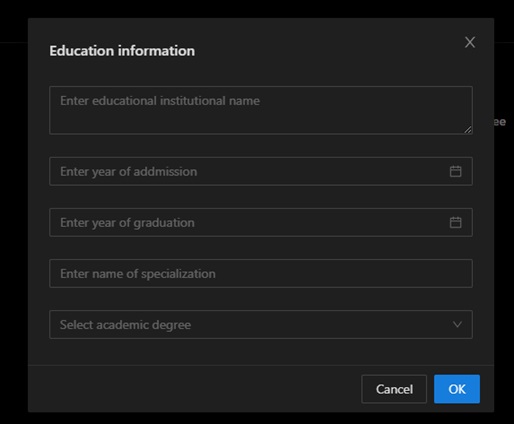 Education information
Enter educational institutional name
ee
Enter year of addmission
Enter year of graduation
Enter name of specialization
Select academic degree
Cancel
OK